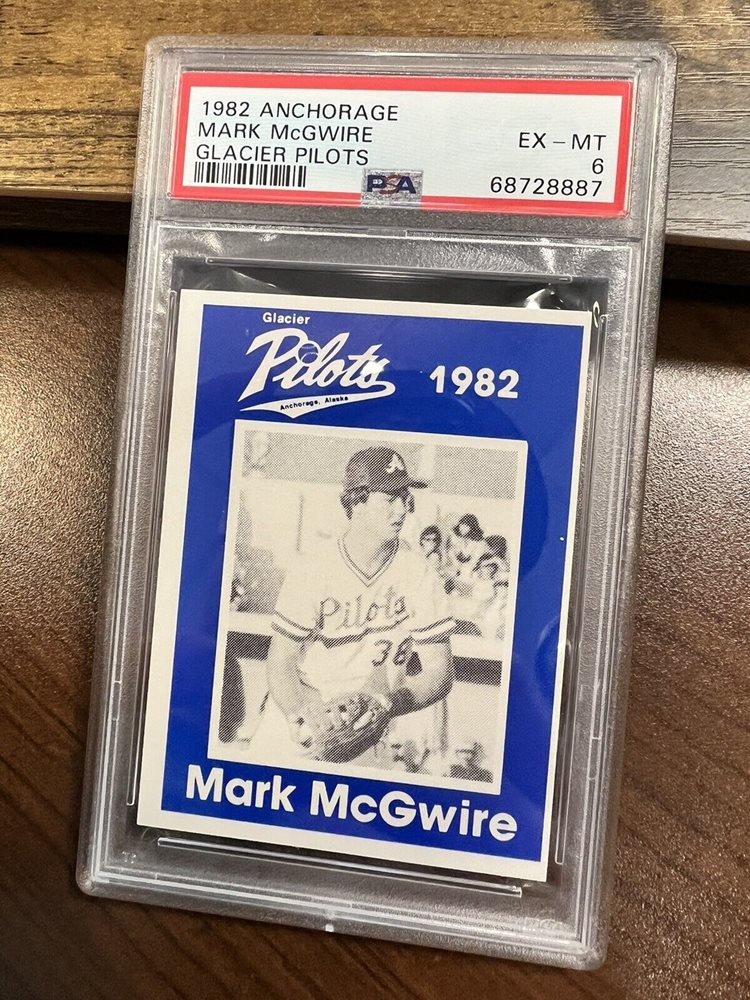 1982 ANCHORAGE
MARK McGWIRE EX – MT
GLACIER PILOTS 6
PSA 68728887
Glacier
Pilots 1982
Anchorage, Alaska
A
Pilots
36
Mark McGwire